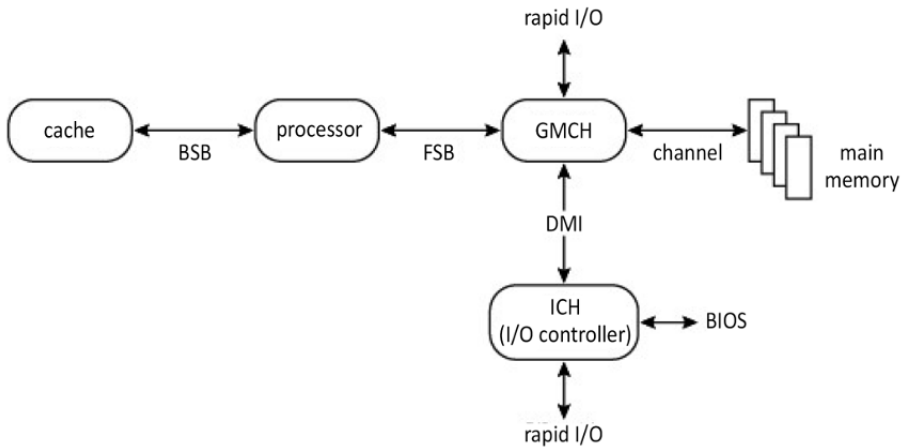 rapid I/O
cache
BSB
processor
FSB
GMCH
channel
main
memory
DMI
ICH
(I/O controller)
BIOS
rapid I/O